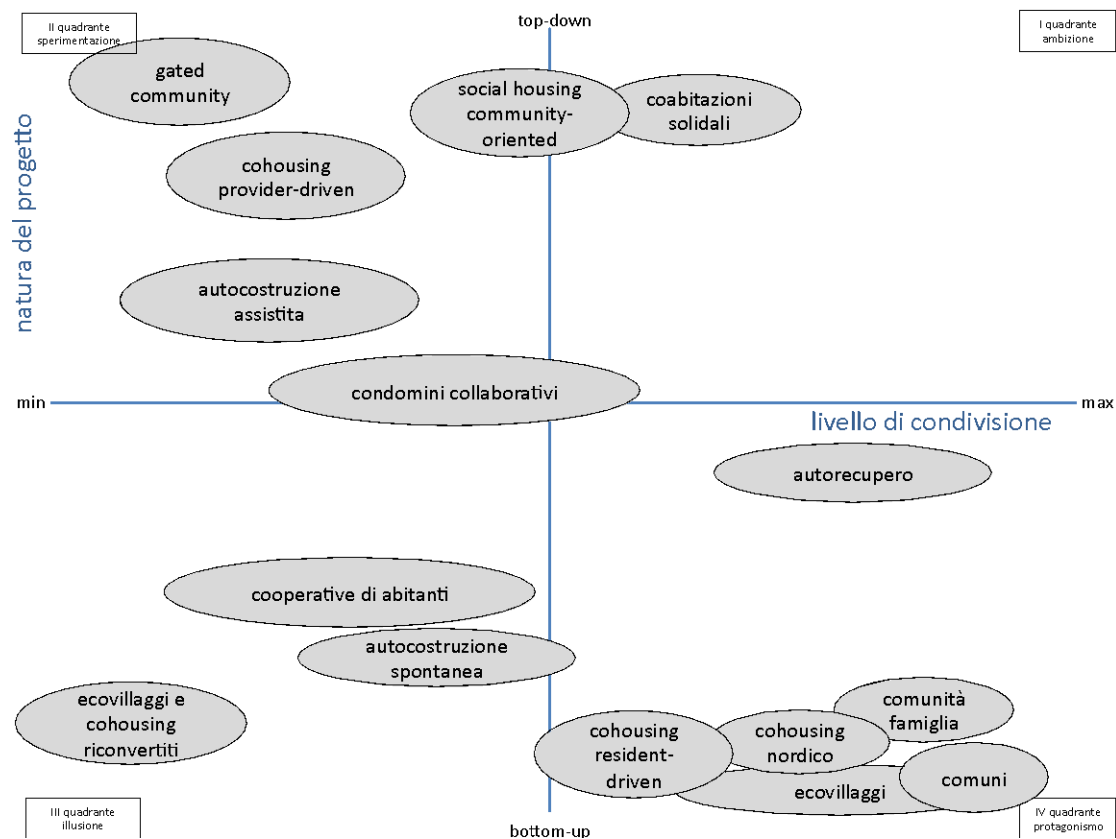 II quadrante
sperimentazione
top-down
I quadrante
ambizione
gated
community
social housing
community-
oriented
coabitazioni
solidali
natura del progetto
cohousing
provider-driven
autocostruzione
assistita
condomini collaborativi
min
max
livello di condivisione
autorecupero
cooperative di abitanti
autocostruzione
spontanea
ecovillaggi e
cohousing
riconvertiti
comunità
famiglia
cohousing
resident-
driven
cohousing
nordico
comuni
ecovillaggi
III quadrante
illusione
bottom-up
IV quadrante
protagonismo